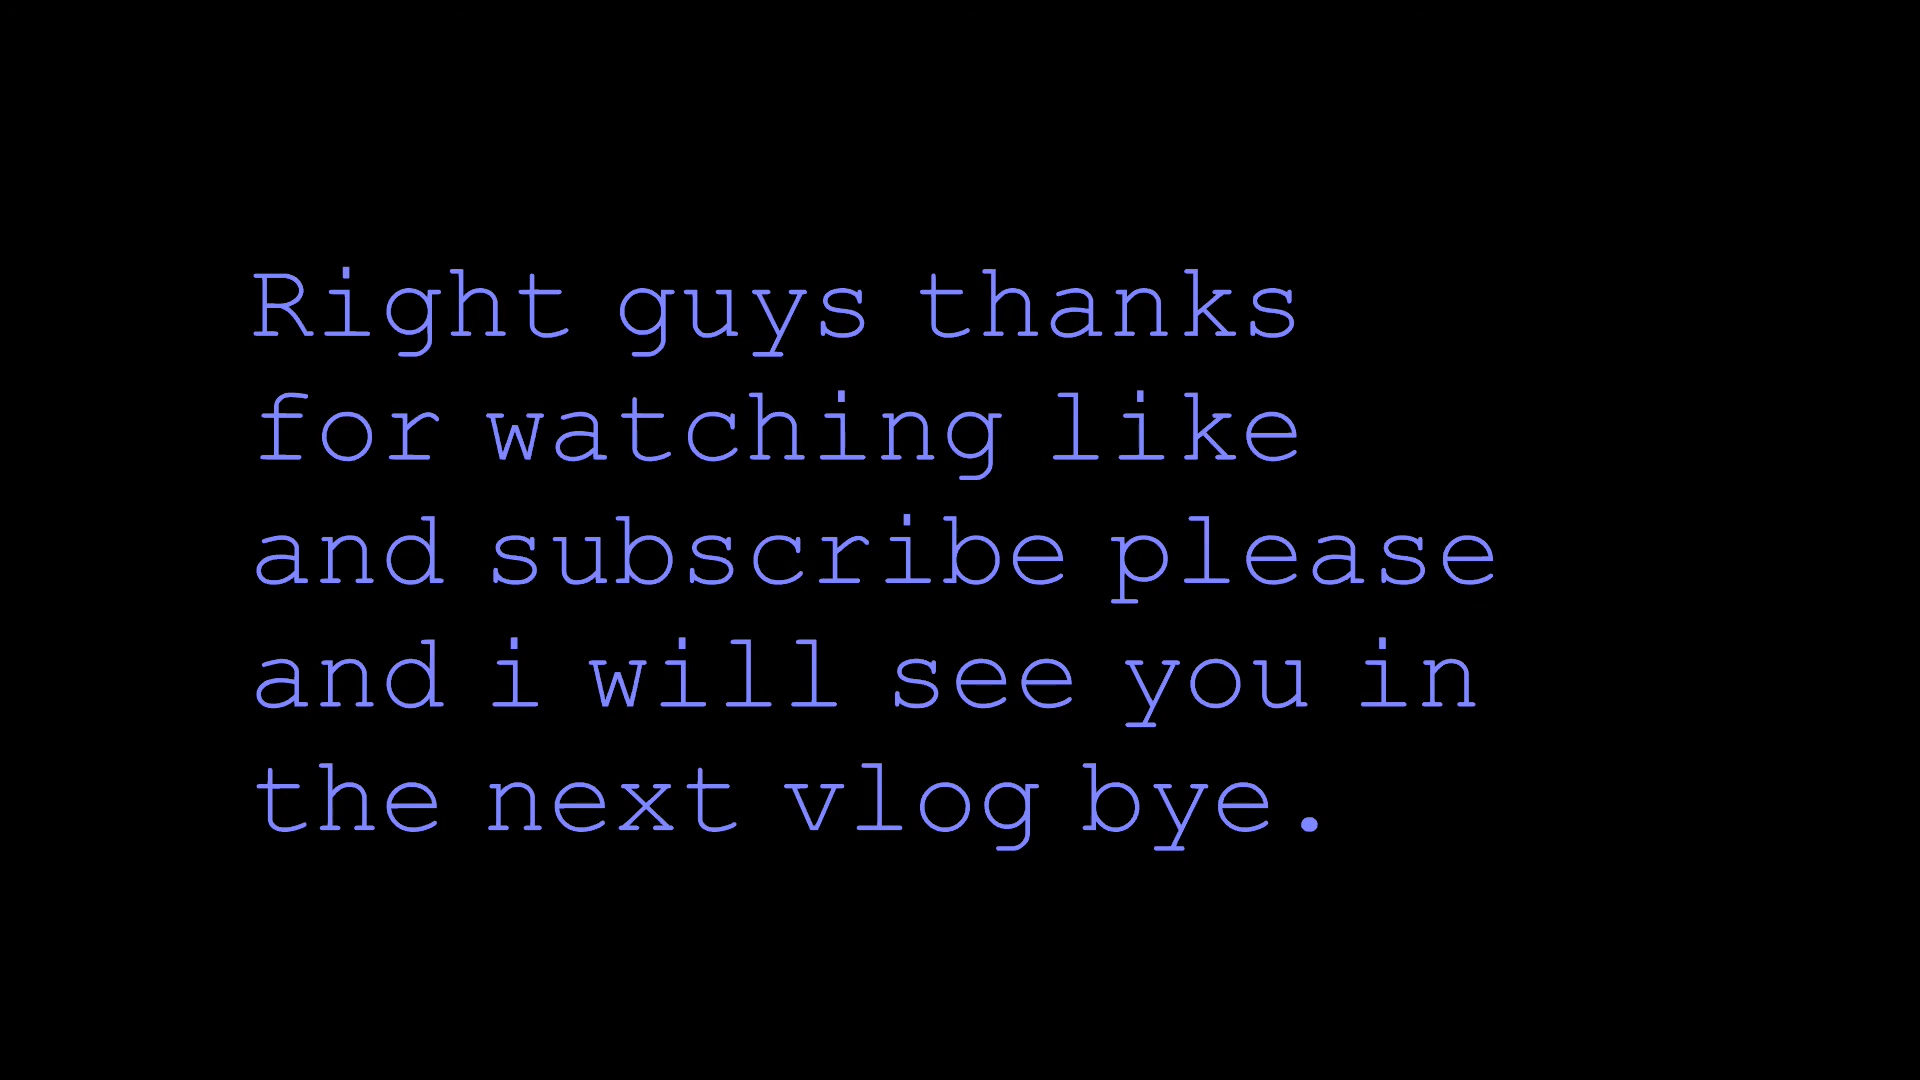 Right guys thanks
for watching like
and subscribe please
and i will see you in
the next vlog bye.